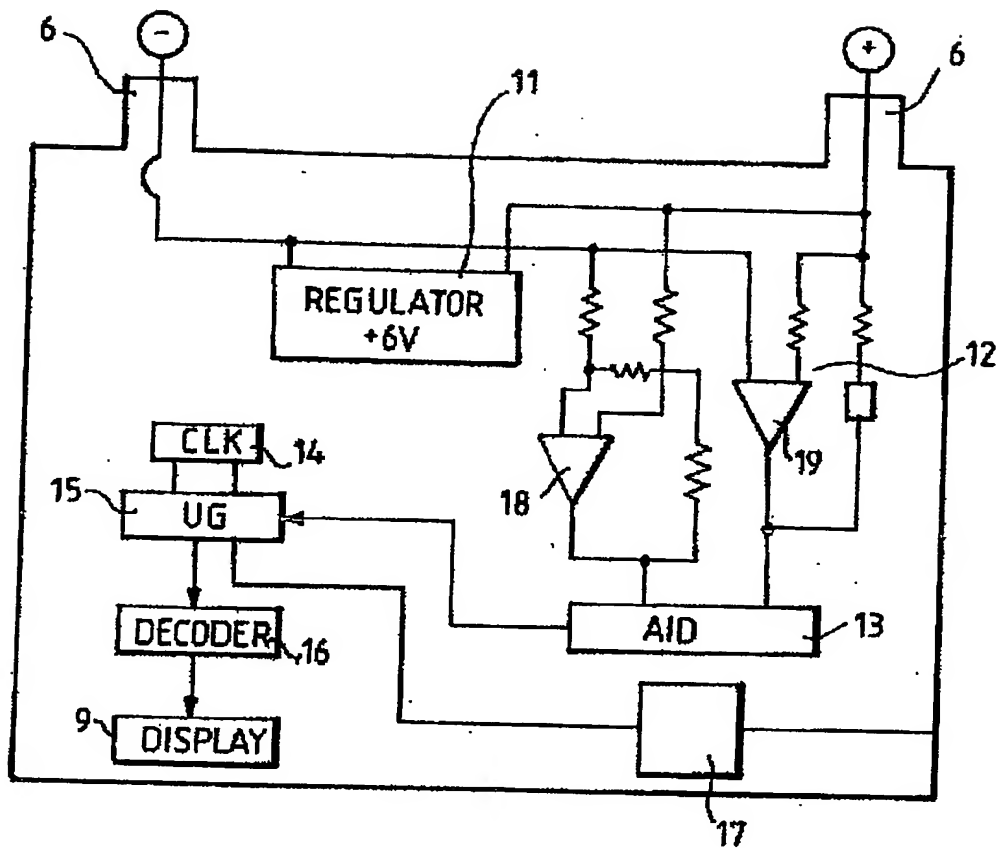 6
−
+
6
11
REGULATOR
+6V
12
CLK
14
15
UG
18
19
DECODER
16
AID
13
9
DISPLAY
17